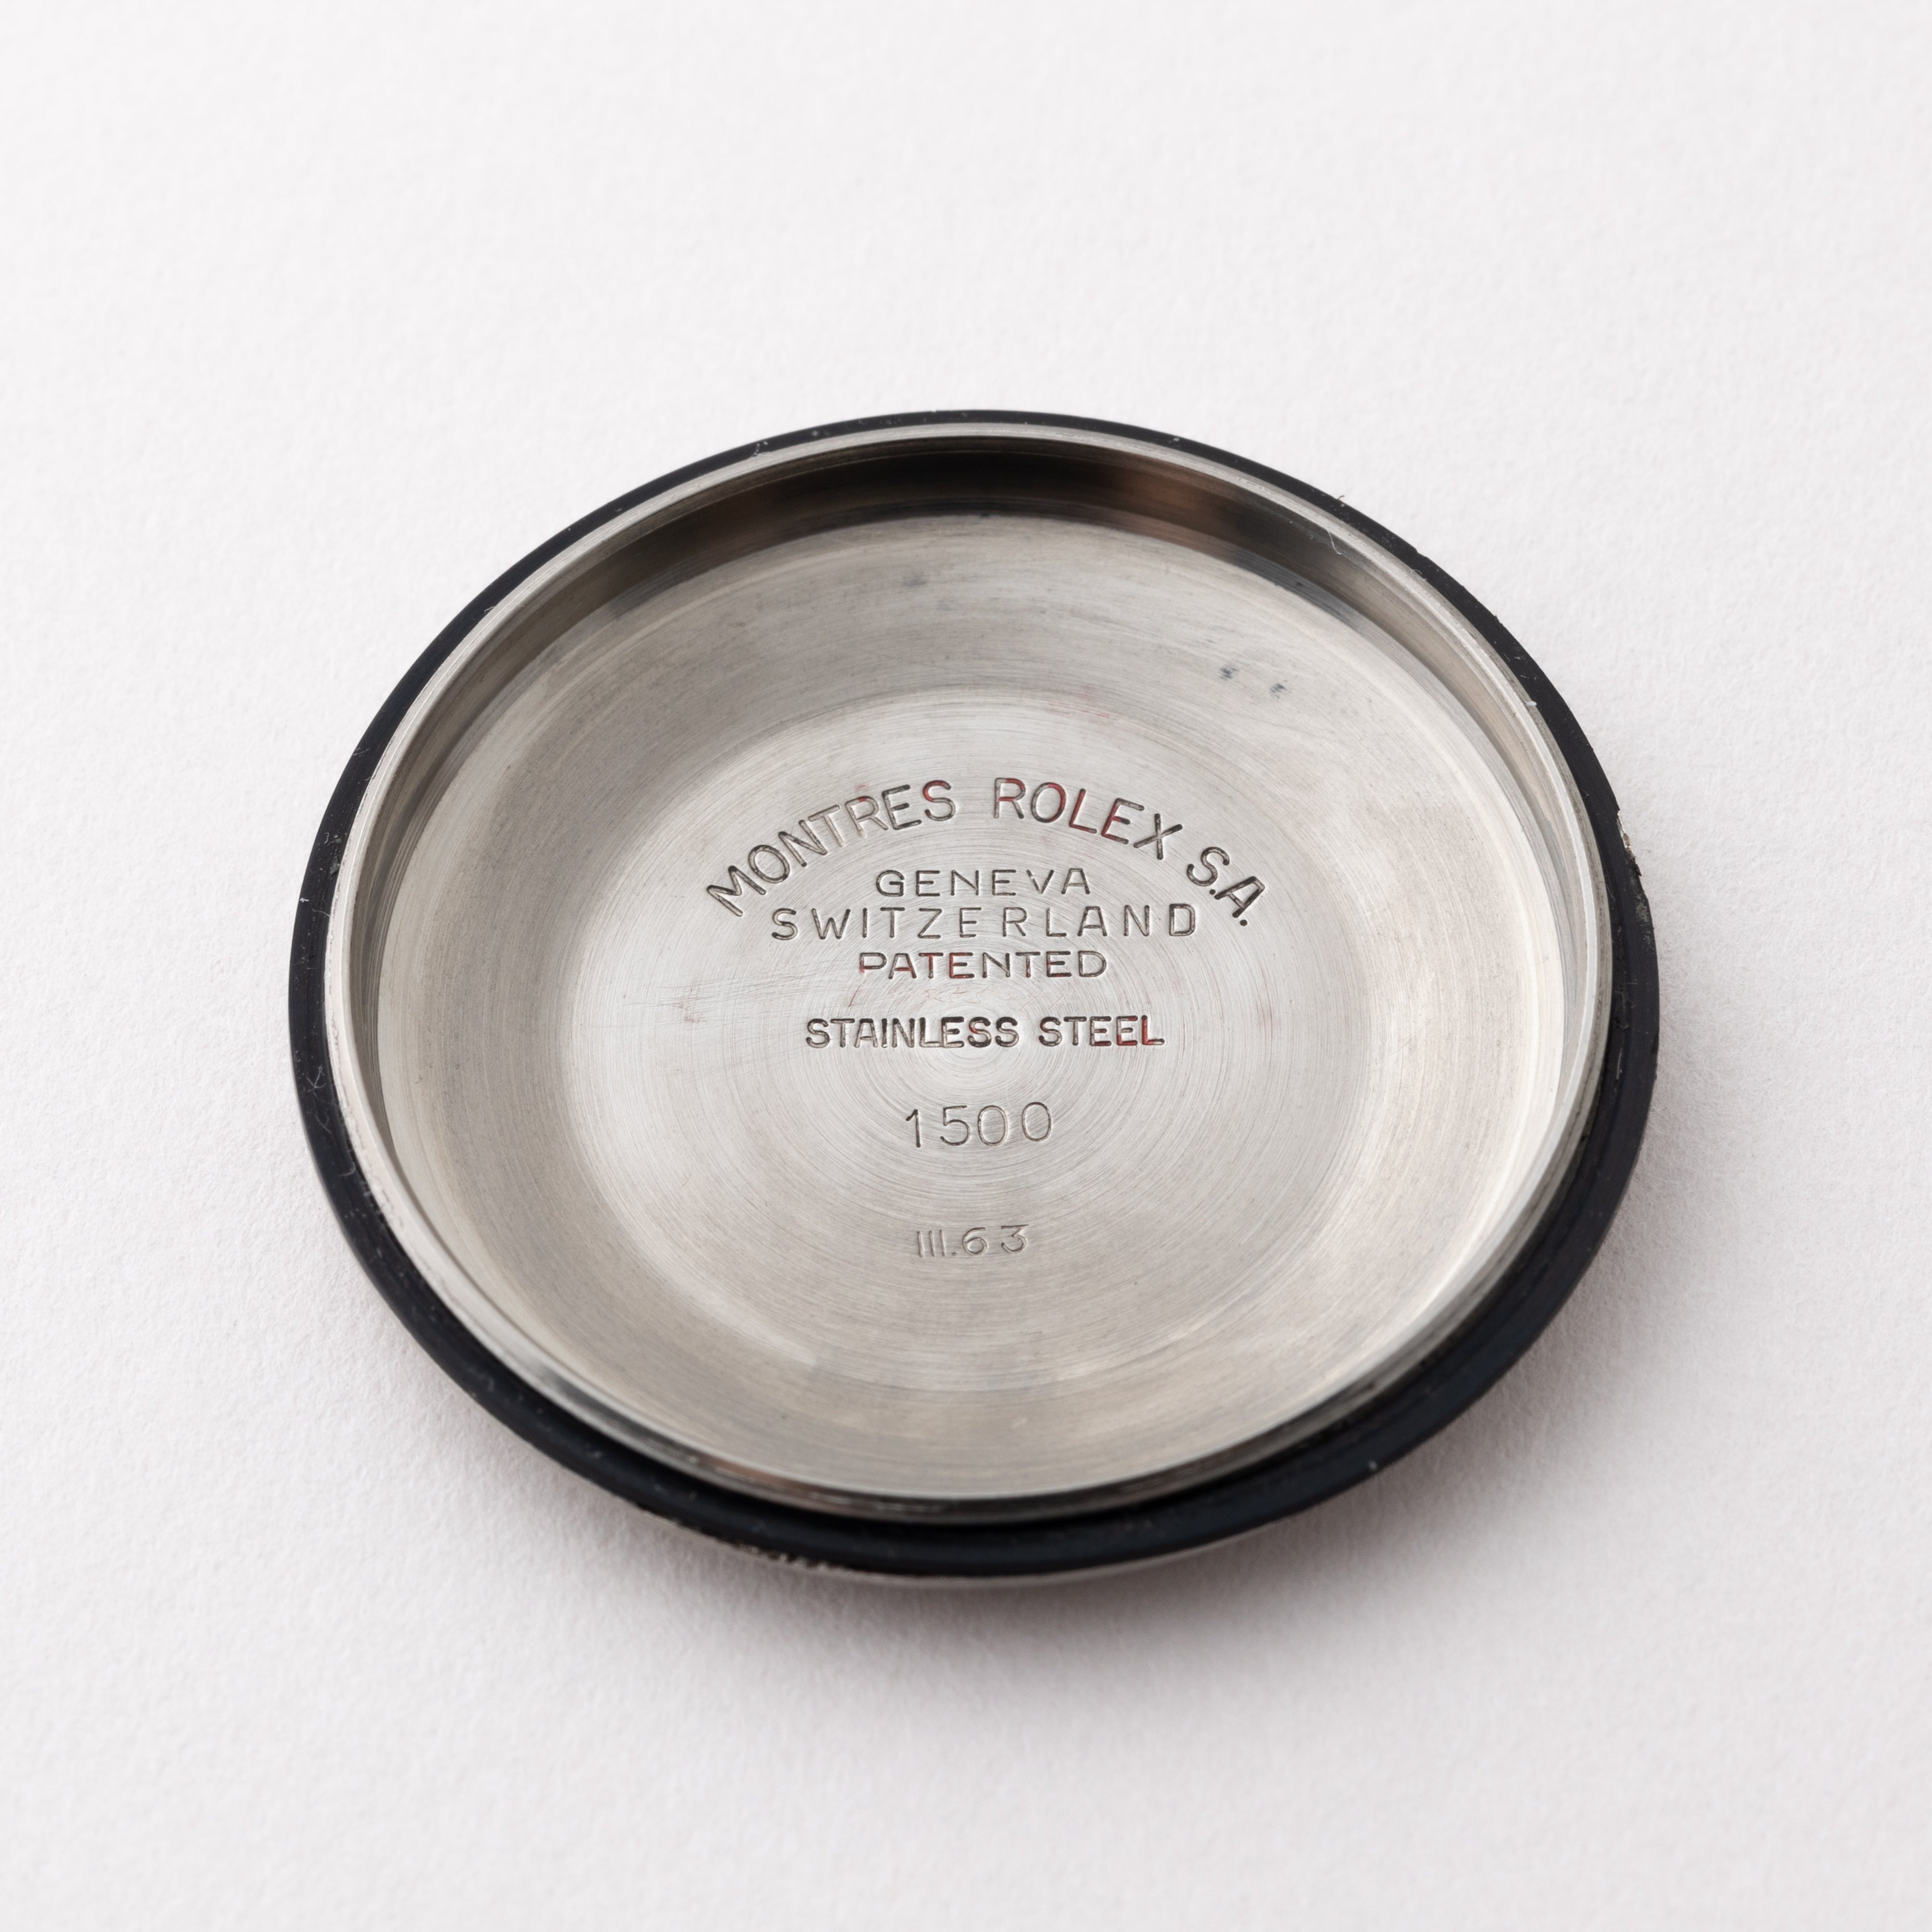 MONTRES ROLEX S.A.
GENEVA
SWITZERLAND
PATENTED
STAINLESS STEEL
1500
III.63